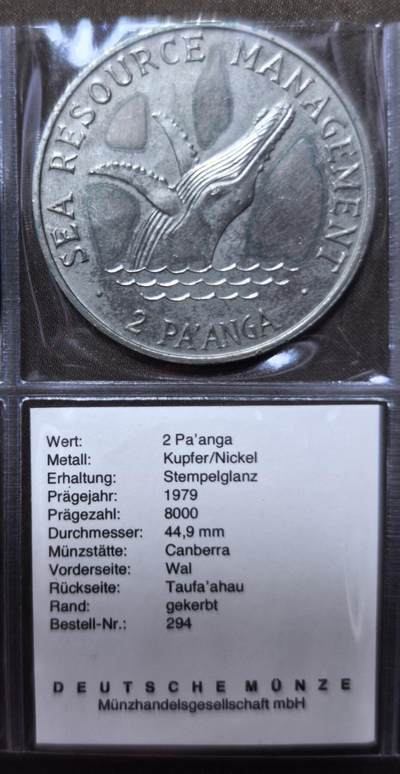 SEA RESOURCE MANAGEMENT
2 PA'ANGA
Wert: 2 Pa'anga
Metall: Kupfer/Nickel
Erhaltung: Stempelglanz
Prägejahr: 1979
Prägezahl: 8000
Durchmesser: 44,9 mm
Münzstätte: Canberra
Vorderseite: Wal
Rückseite: Taufa'ahau
Rand: gekerbt
Bestell-Nr.: 294
DEUTSCHE MÜNZE
Münzhandelsgesellschaft mbH